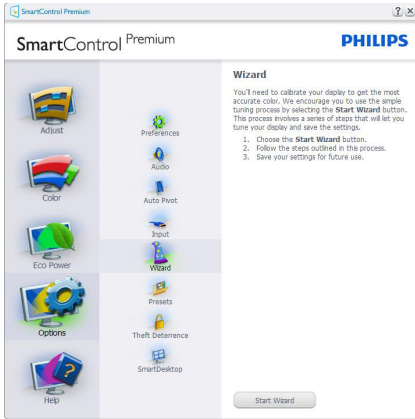 SmartControl Premium
? X
SmartControl Premium
PHILIPS
Adjust
Color
Eco Power
Options
Help
Preferences
Audio
Auto Pivot
Input
Wizard
Presets
Theft Deterrence
SmartDesktop
Wizard
You'll need to calibrate your display to get the most
accurate color. We encourage you to use the simple
tuning process by selecting the Start Wizard button.
This process involves a series of steps that will let you
tune your display and save the settings.
1. Choose the Start Wizard button.
2. Follow the steps outlined in this process.
3. Save your settings for future use.
Start Wizard